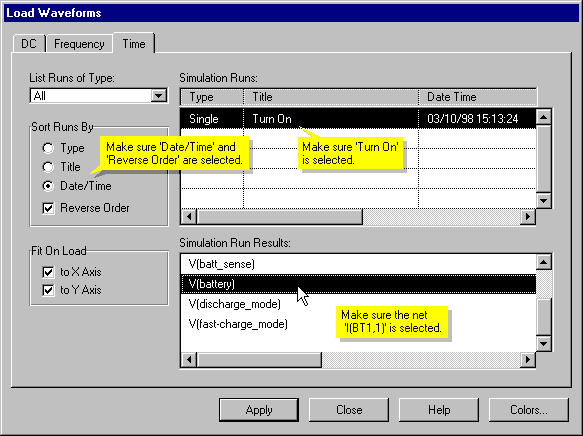 Load Waveforms
DC Frequency Time
List Runs of Type:
All
Sort Runs By
Type
Title
Date/Time
Reverse Order
Make sure 'Date/Time' and
'Reverse Order' are selected.
Fit On Load
to X Axis
to Y Axis
Simulation Runs:
Type Title Date Time
Single Turn On 03/10/98 15:13:24
Make sure 'Turn On'
is selected.
Simulation Run Results:
V(batt_sense)
V(battery)
V(discharge_mode)
V(fast-charge_mode)
Make sure the net
'I(BT1,1)' is selected.
Apply Close Help Colors...